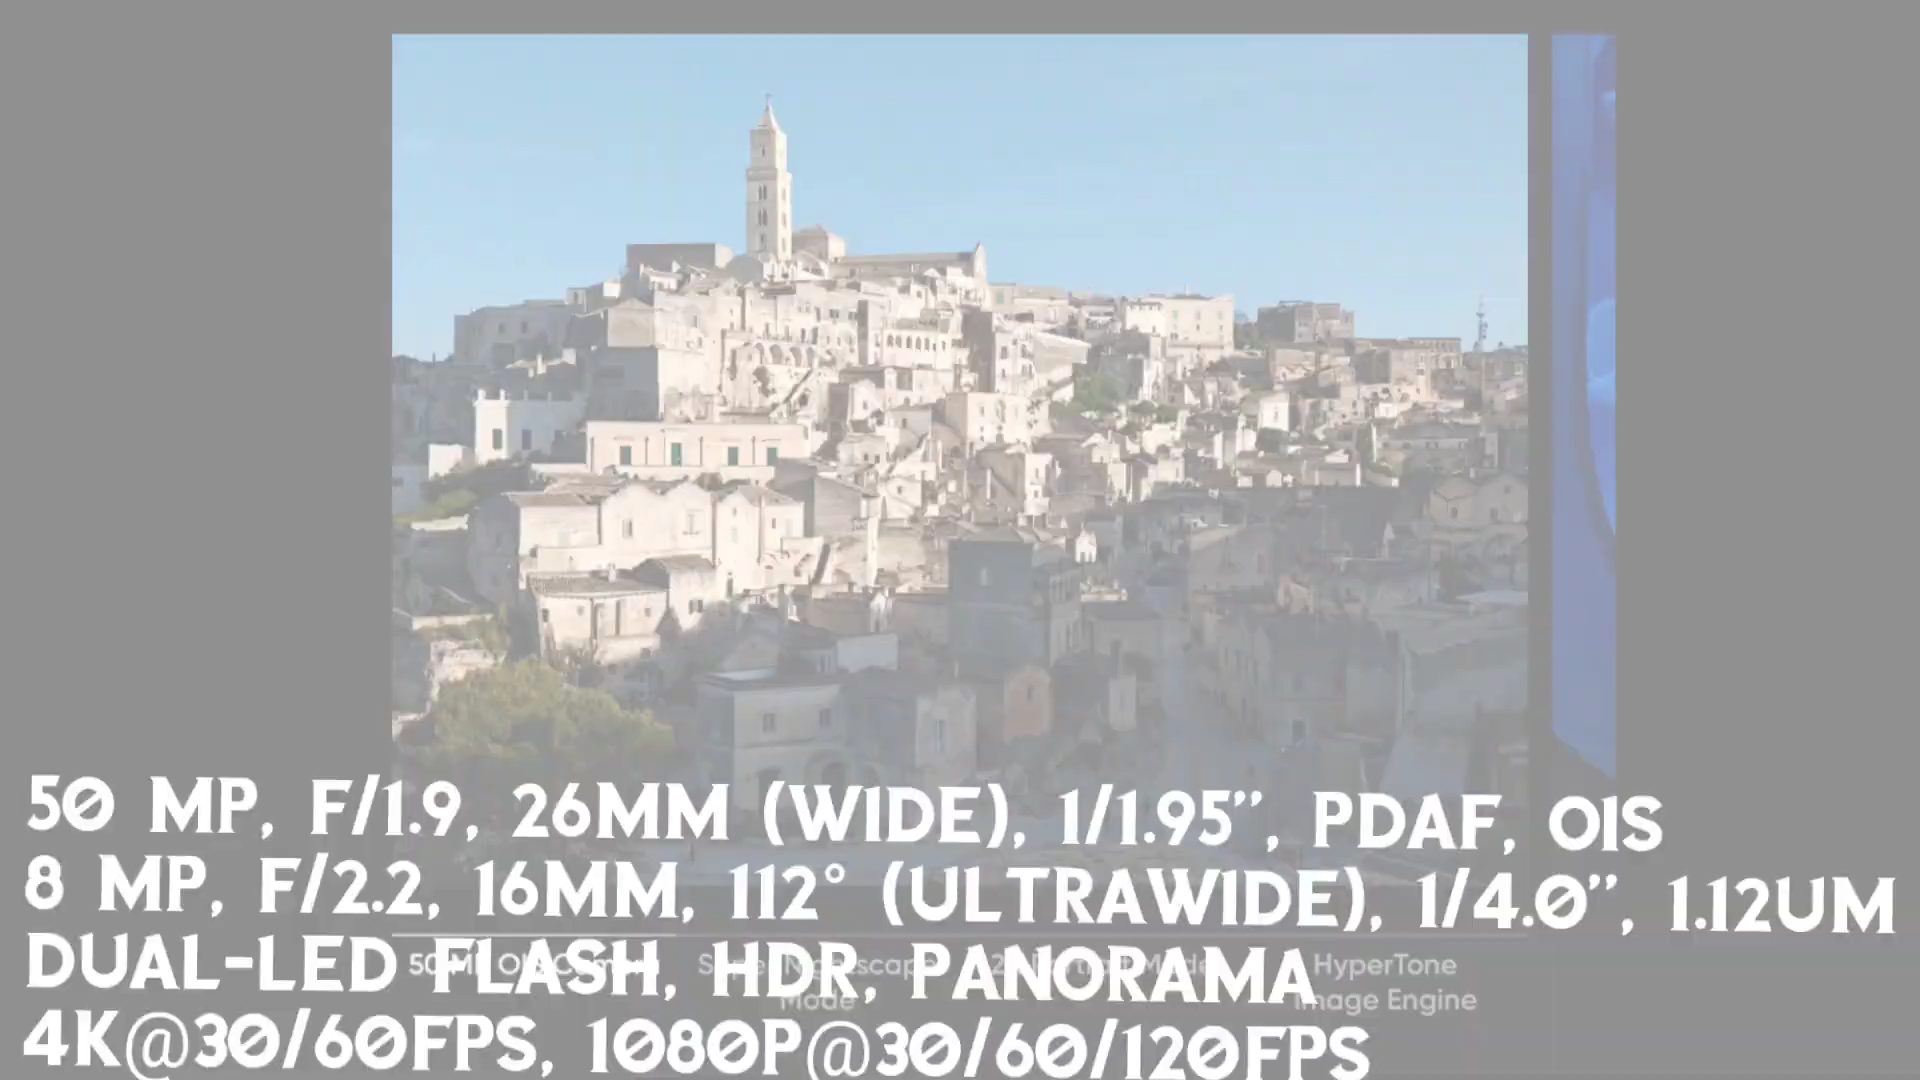 50 MP, F/1.9, 26MM (WIDE), 1/1.95”, PDAF, OIS
8 MP, F/2.2, 16MM, 112° (ULTRAWIDE), 1/4.0”, 1.12UM
DUAL-LED FLASH, HDR, PANORAMA
4K@30/60FPS, 1080P@30/60/120FPS
HyperTone
Mode
Image Engine